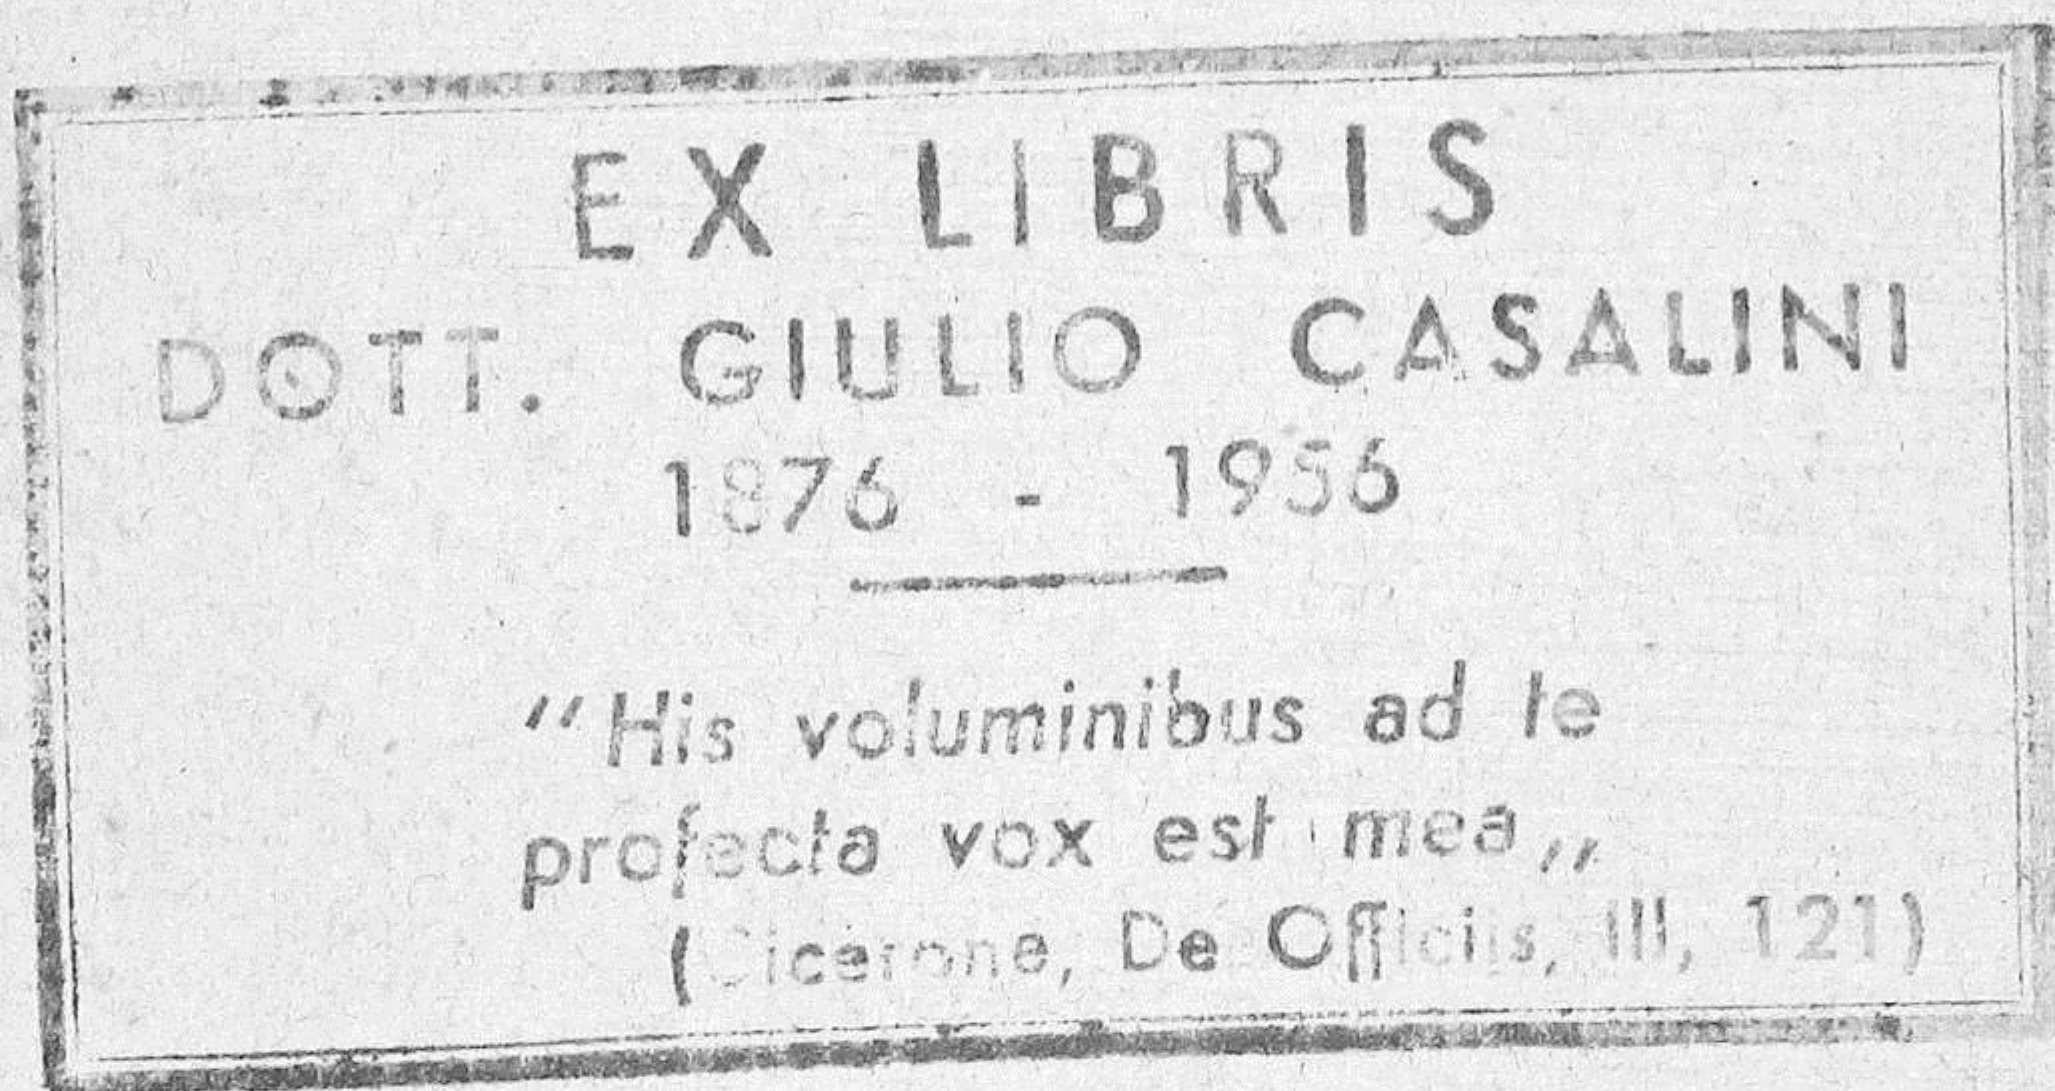 EX LIBRIS
DOTT. GIULIO CASALINI
1876 - 1956
"His voluminibus ad te
profecta vox est mea„
(Cicerone, De Officiis, III, 121)